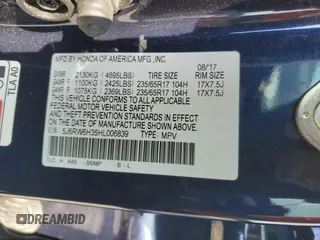 TLA A0
MFD. BY HONDA OF AMERICA MFG., INC. 08/17
GVWR 2130KG (4695LBS) TIRE SIZE RIM SIZE
GAWR F 1100KG (2425LBS) 235/65R17 104H 17X7.5J
GAWR R 1075KG (2369LBS) 235/65R17 104H 17X7.5J
THIS VEHICLE CONFORMS TO ALL APPLICABLE
FEDERAL MOTOR VEHICLE SAFETY AND
THEFT PREVENTION STANDARDS IN EFFECT ON THE
DATE OF MANUFACTURE SHOWN ABOVE.
V.I.N.: 5J6RW6H35HL006839 TYPE: MPV
DREAMBID